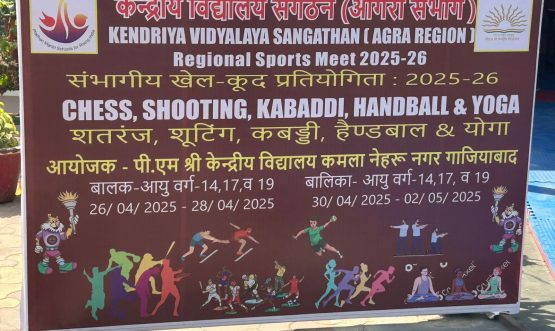 केन्द्रीय विद्यालय संगठन (आगरा संभाग)
KENDRIYA VIDYALAYA SANGATHAN ( AGRA REGION )
Regional Sports Meet 2025-26
संभागीय खेल-कूद प्रतियोगिता : 2025-26
CHESS, SHOOTING, KABADDI, HANDBALL & YOGA
शतरंज, शूटिंग, कबड्डी, हैण्डबाल & योगा
आयोजक - पी.एम श्री केन्द्रीय विद्यालय कमला नेहरू नगर गाजियाबाद
बालक-आयु वर्ग-14,17,व 19
26/ 04/ 2025 - 28/ 04/ 2025
बालिका- आयु वर्ग-14,17,व 19
30/ 04/ 2025 - 02/ 05/ 2025